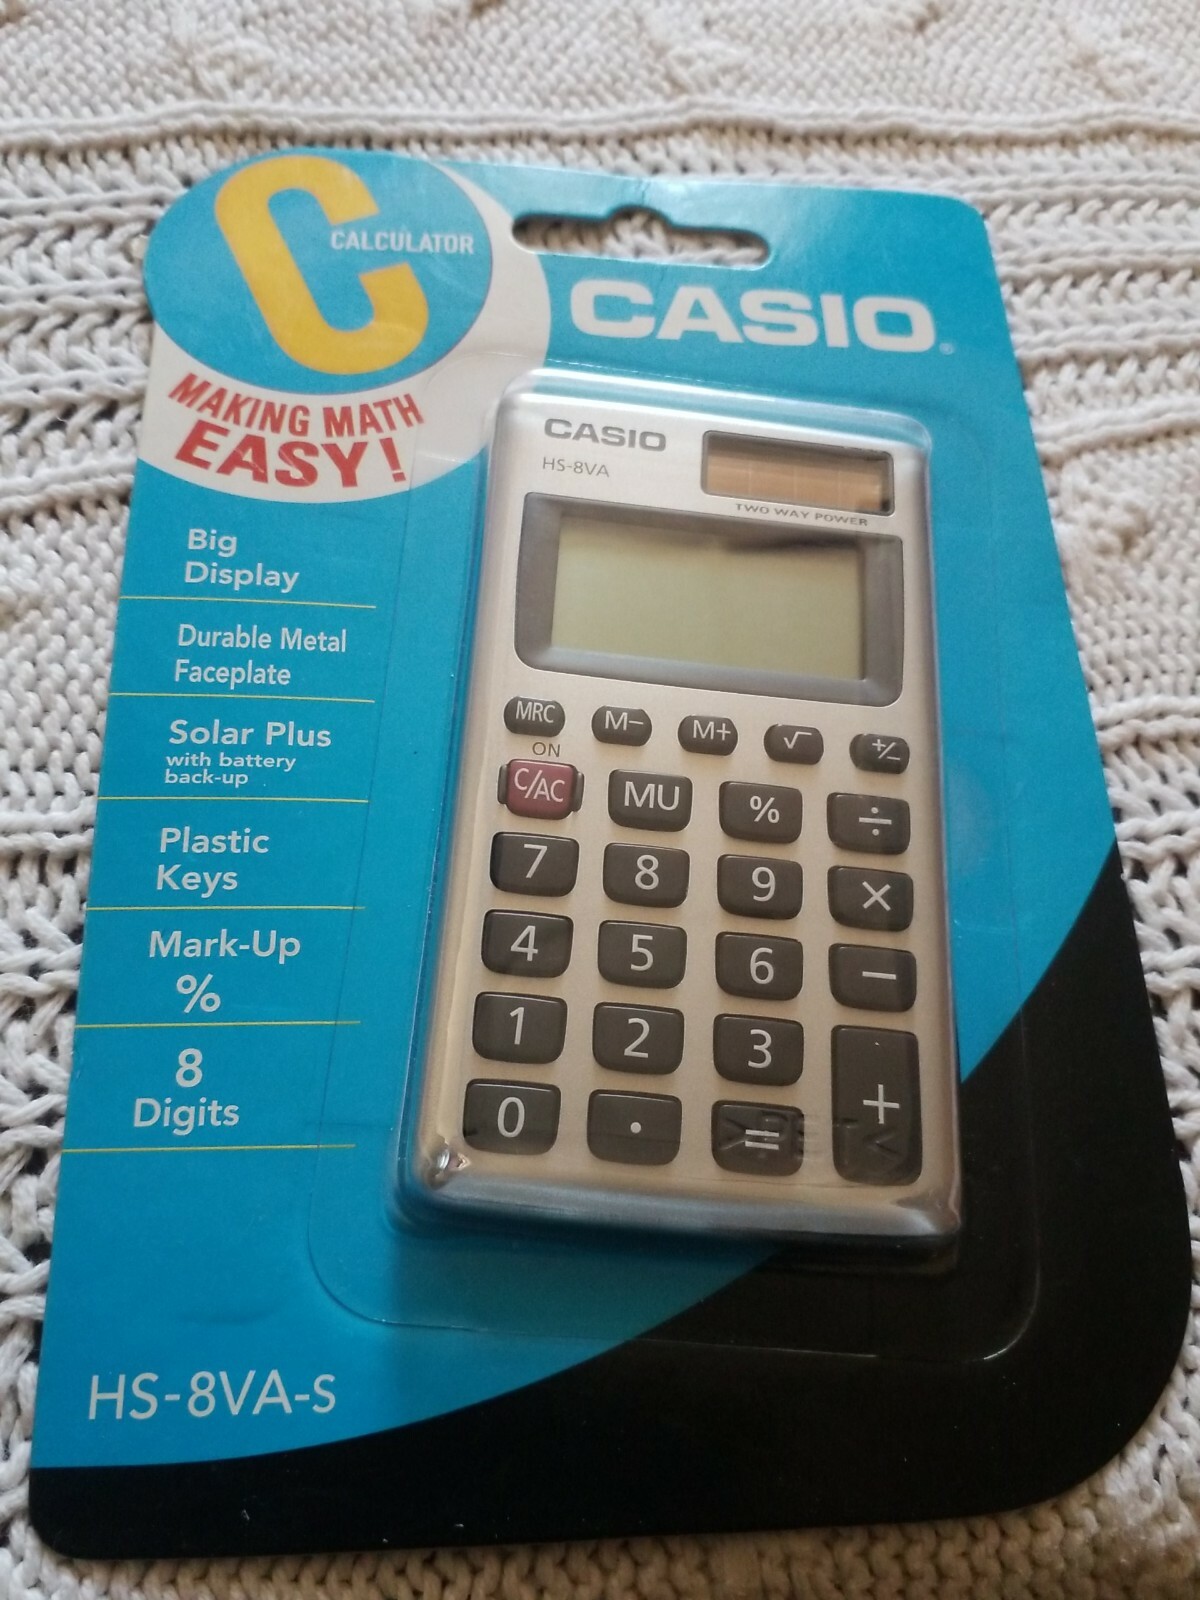 C
CALCULATOR
MAKING MATH
EASY!
CASIO®
Big
Display
Durable Metal
Faceplate
Solar Plus
with battery
back-up
Plastic
Keys
Mark-Up
%
8
Digits
HS-8VA-S
CASIO
HS-8VA
TWO WAY POWER
MRC M− M+ √ +/−
ON
C/AC MU % ÷
7 8 9 ×
4 5 6 −
1 2 3 +
0 . =